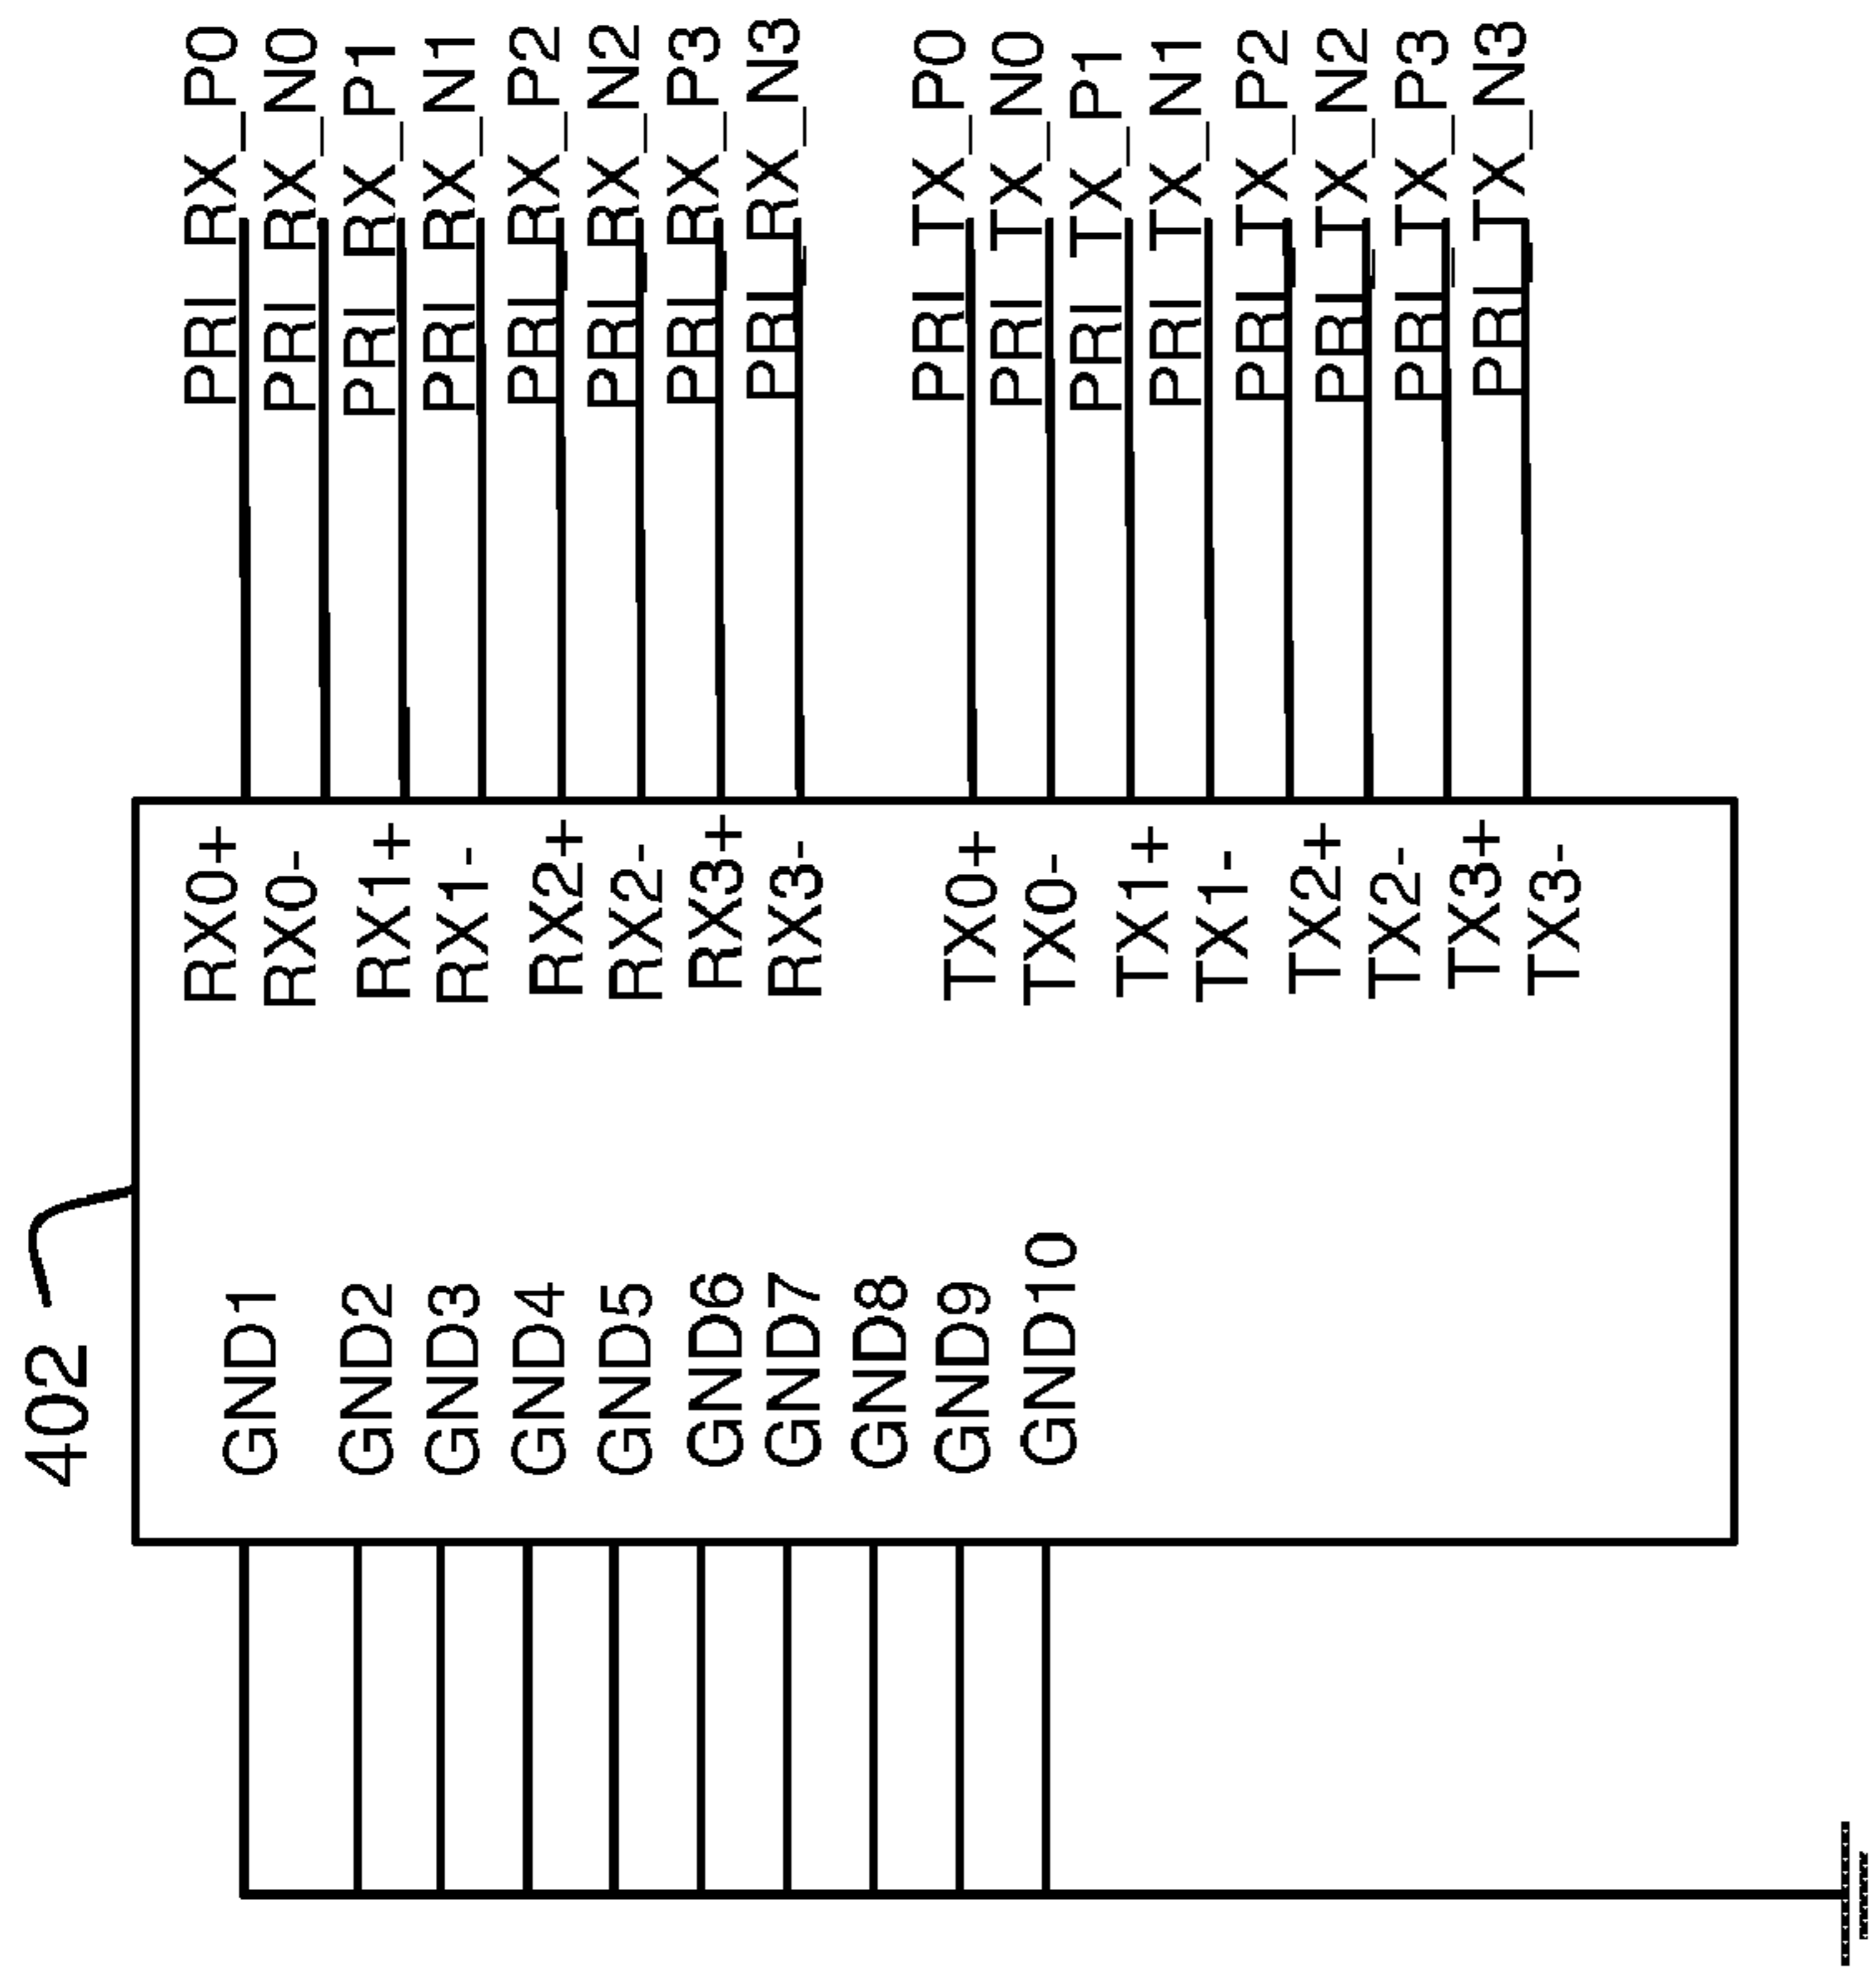 402
GND1
GND2
GND3
GND4
GND5
GND6
GND7
GND8
GND9
GND10
RX0+
RX0-
RX1+
RX1-
RX2+
RX2-
RX3+
RX3-
TX0+
TX0-
TX1+
TX1-
TX2+
TX2-
TX3+
TX3-
PRI_RX_P0
PRI_RX_N0
PRI_RX_P1
PRI_RX_N1
PRI_RX_P2
PRI_RX_N2
PRI_RX_P3
PRI_RX_N3
PRI_TX_P0
PRI_TX_N0
PRI_TX_P1
PRI_TX_N1
PRI_TX_P2
PRI_TX_N2
PRI_TX_P3
PRI_TX_N3